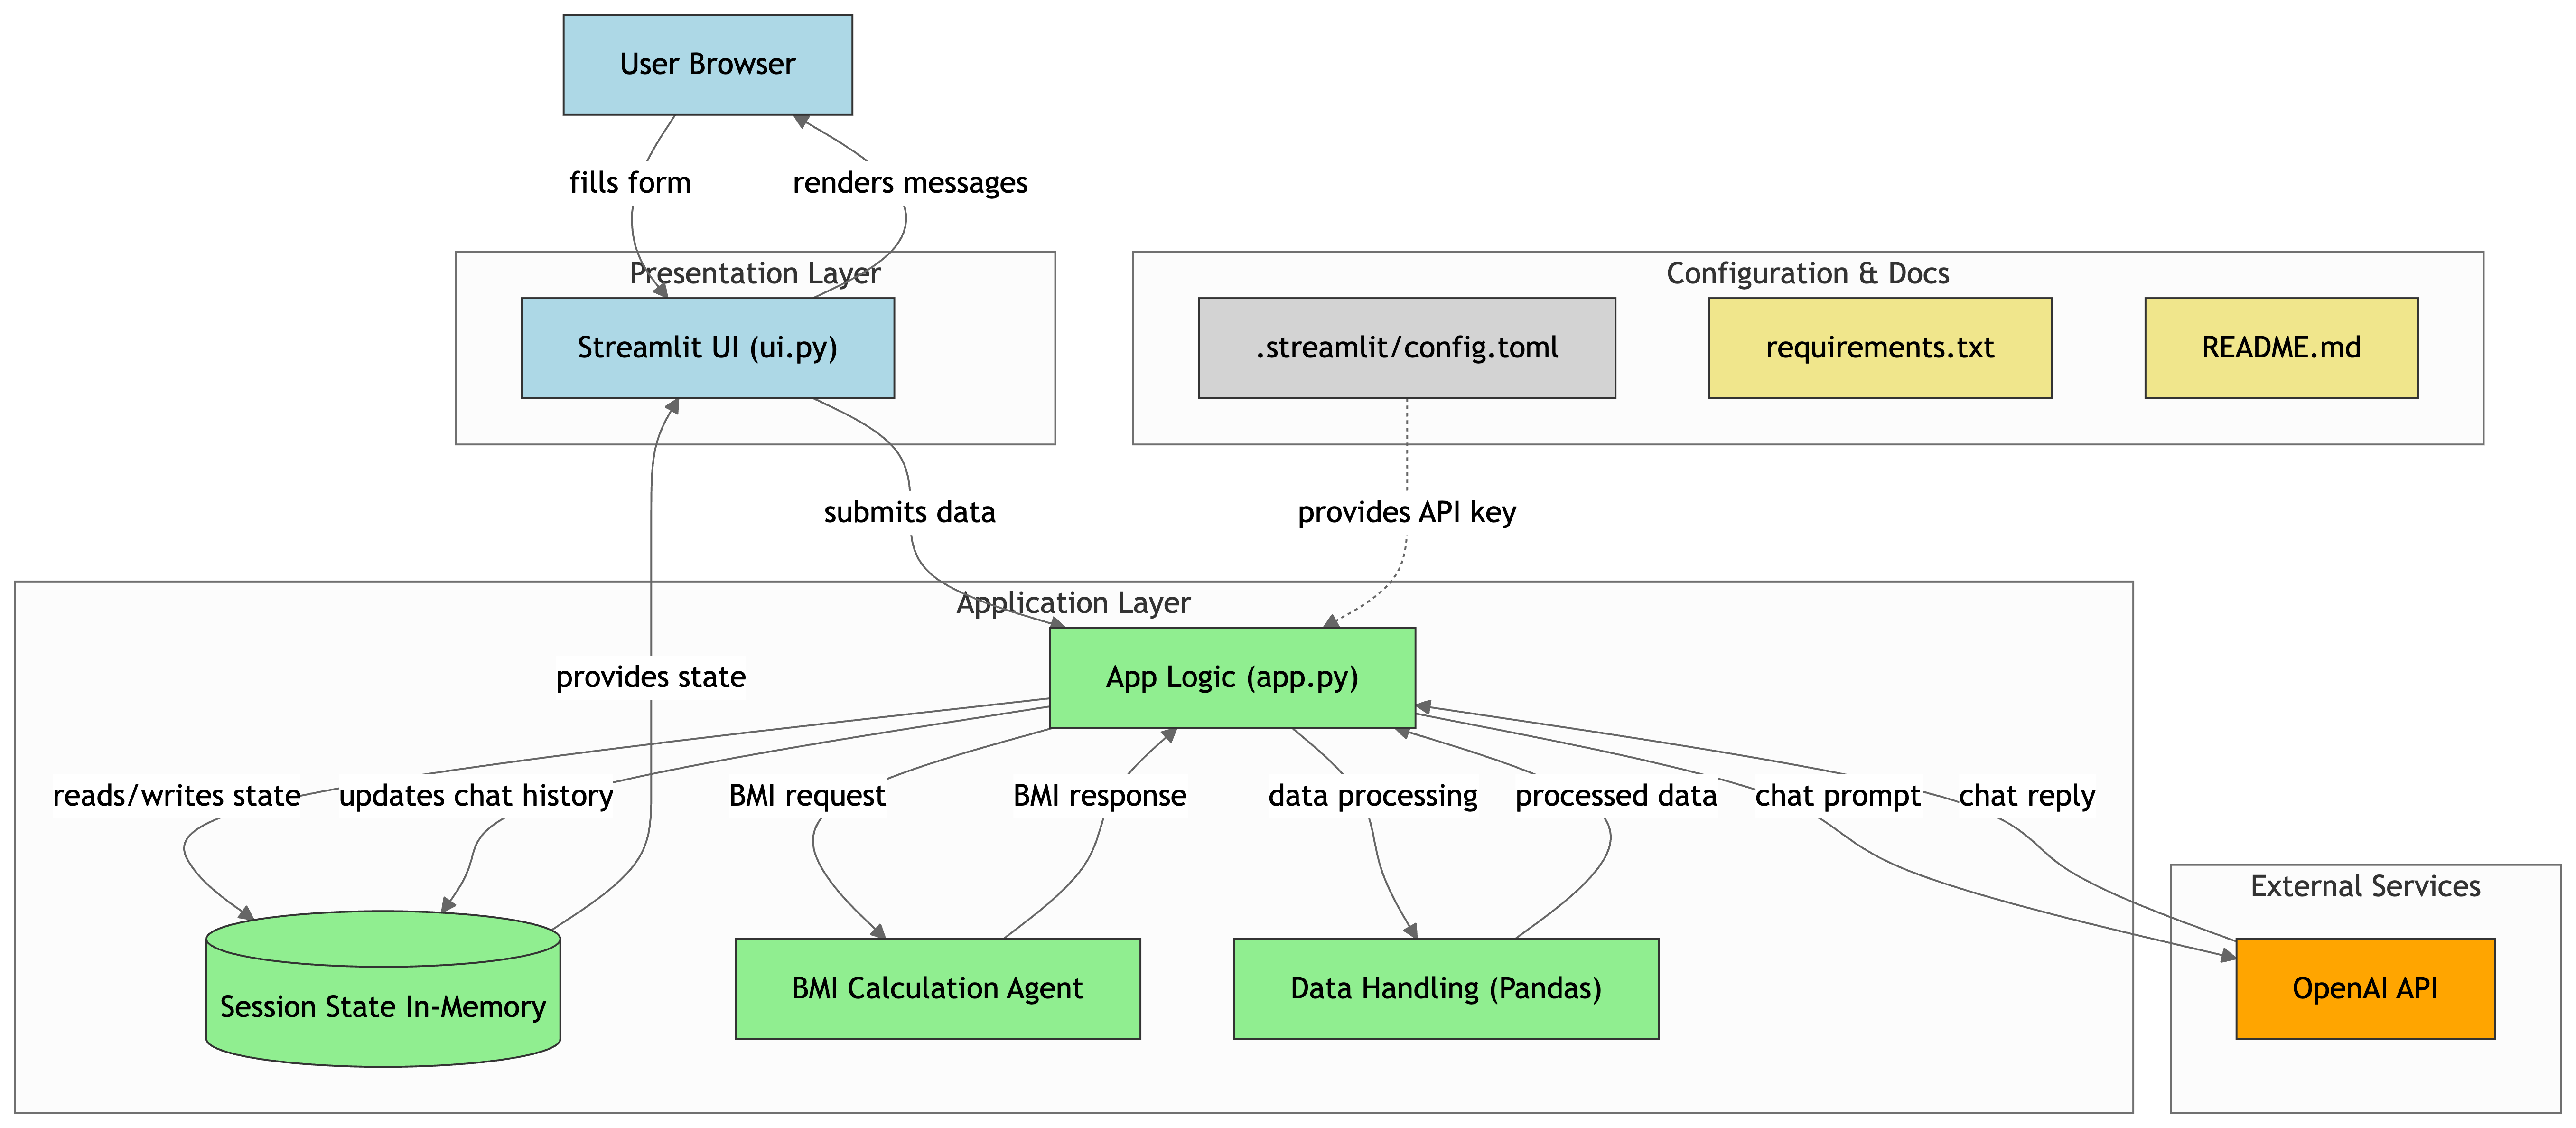 User Browser
fills form
renders messages
Presentation Layer
Configuration & Docs
Streamlit UI (ui.py)
.streamlit/config.toml
requirements.txt
README.md
submits data
provides API key
Application Layer
provides state
App Logic (app.py)
reads/writes state
updates chat history
BMI request
BMI response
data processing
processed data
chat prompt
chat reply
External Services
Session State In-Memory
BMI Calculation Agent
Data Handling (Pandas)
OpenAI API